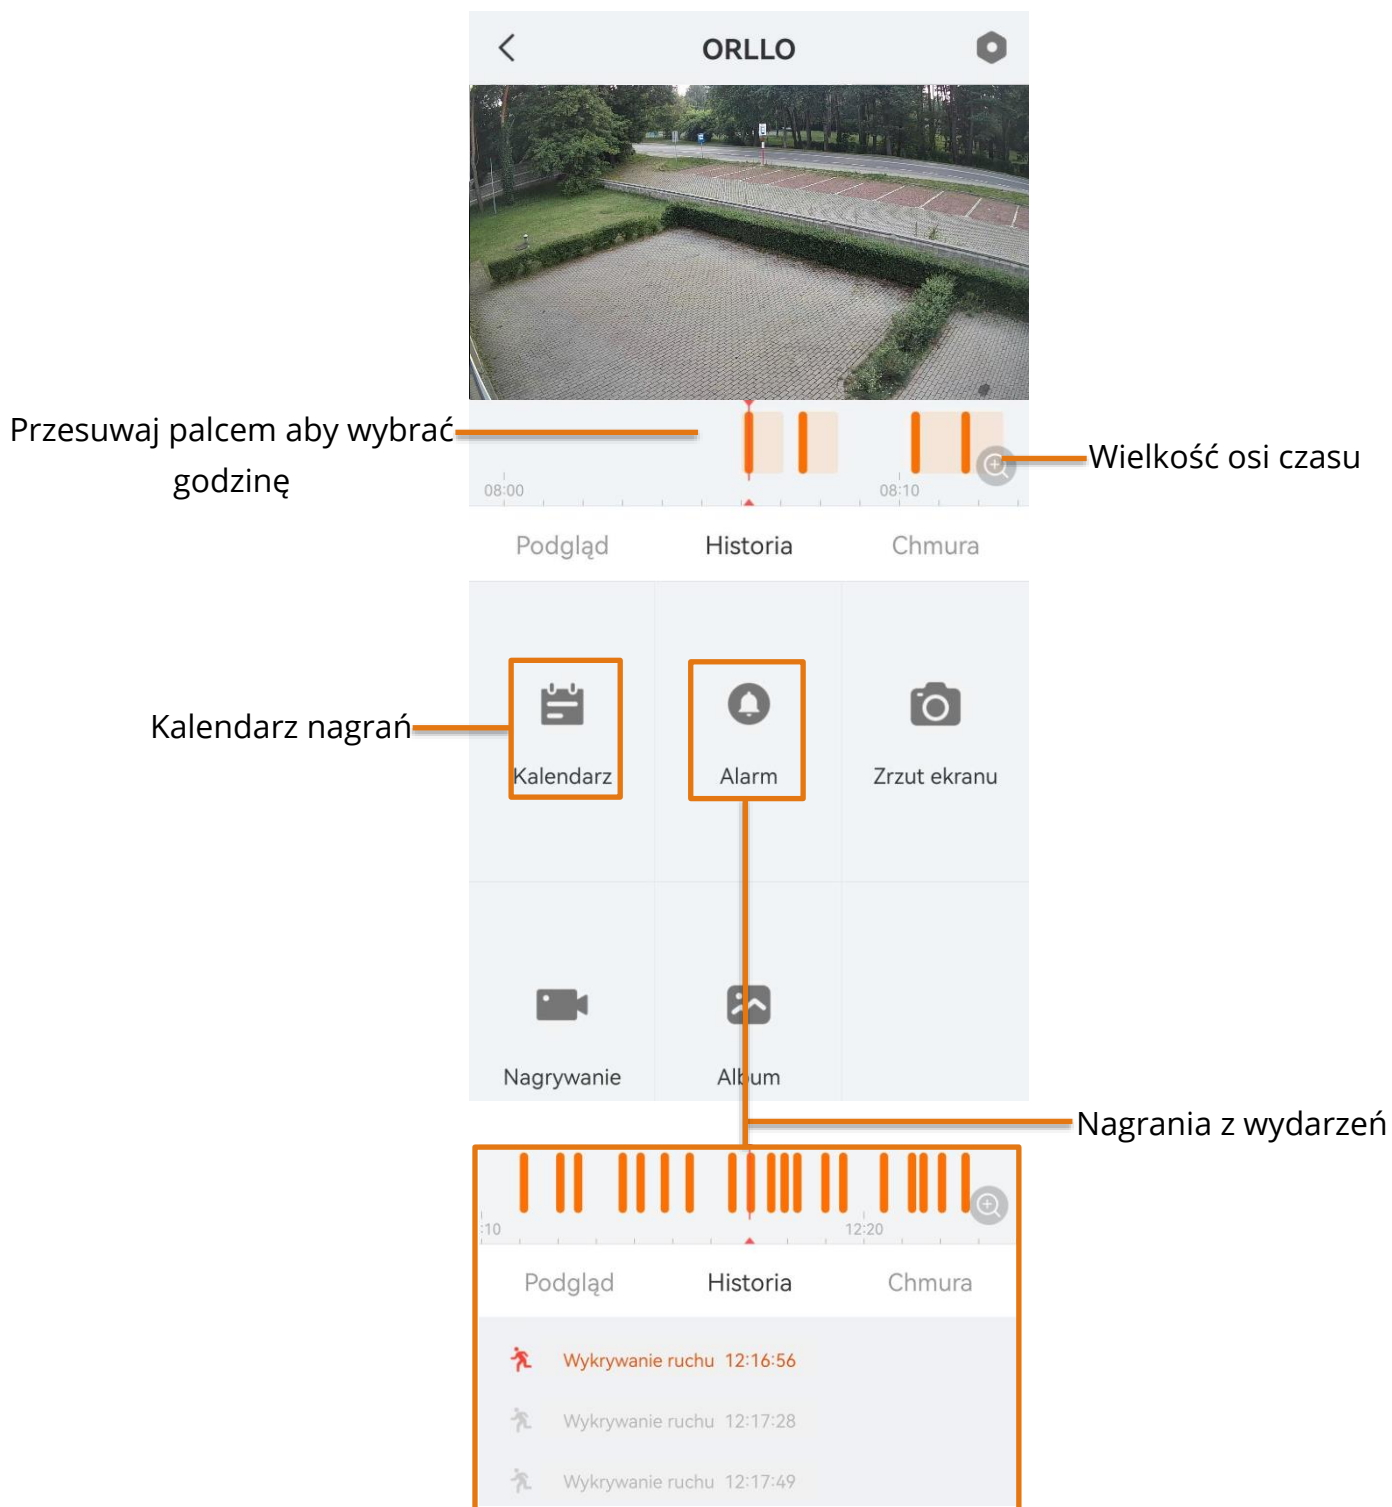 ORLLO
Przesuwaj palcem aby wybrać
godzinę
Wielkość osi czasu
08:00
08:10
Podgląd
Historia
Chmura
Kalendarz nagrań
Kalendarz
Alarm
Zrzut ekranu
Nagrywanie
Album
Nagrania z wydarzeń
:10
12:20
Podgląd
Historia
Chmura
Wykrywanie ruchu 12:16:56
Wykrywanie ruchu 12:17:28
Wykrywanie ruchu 12:17:49